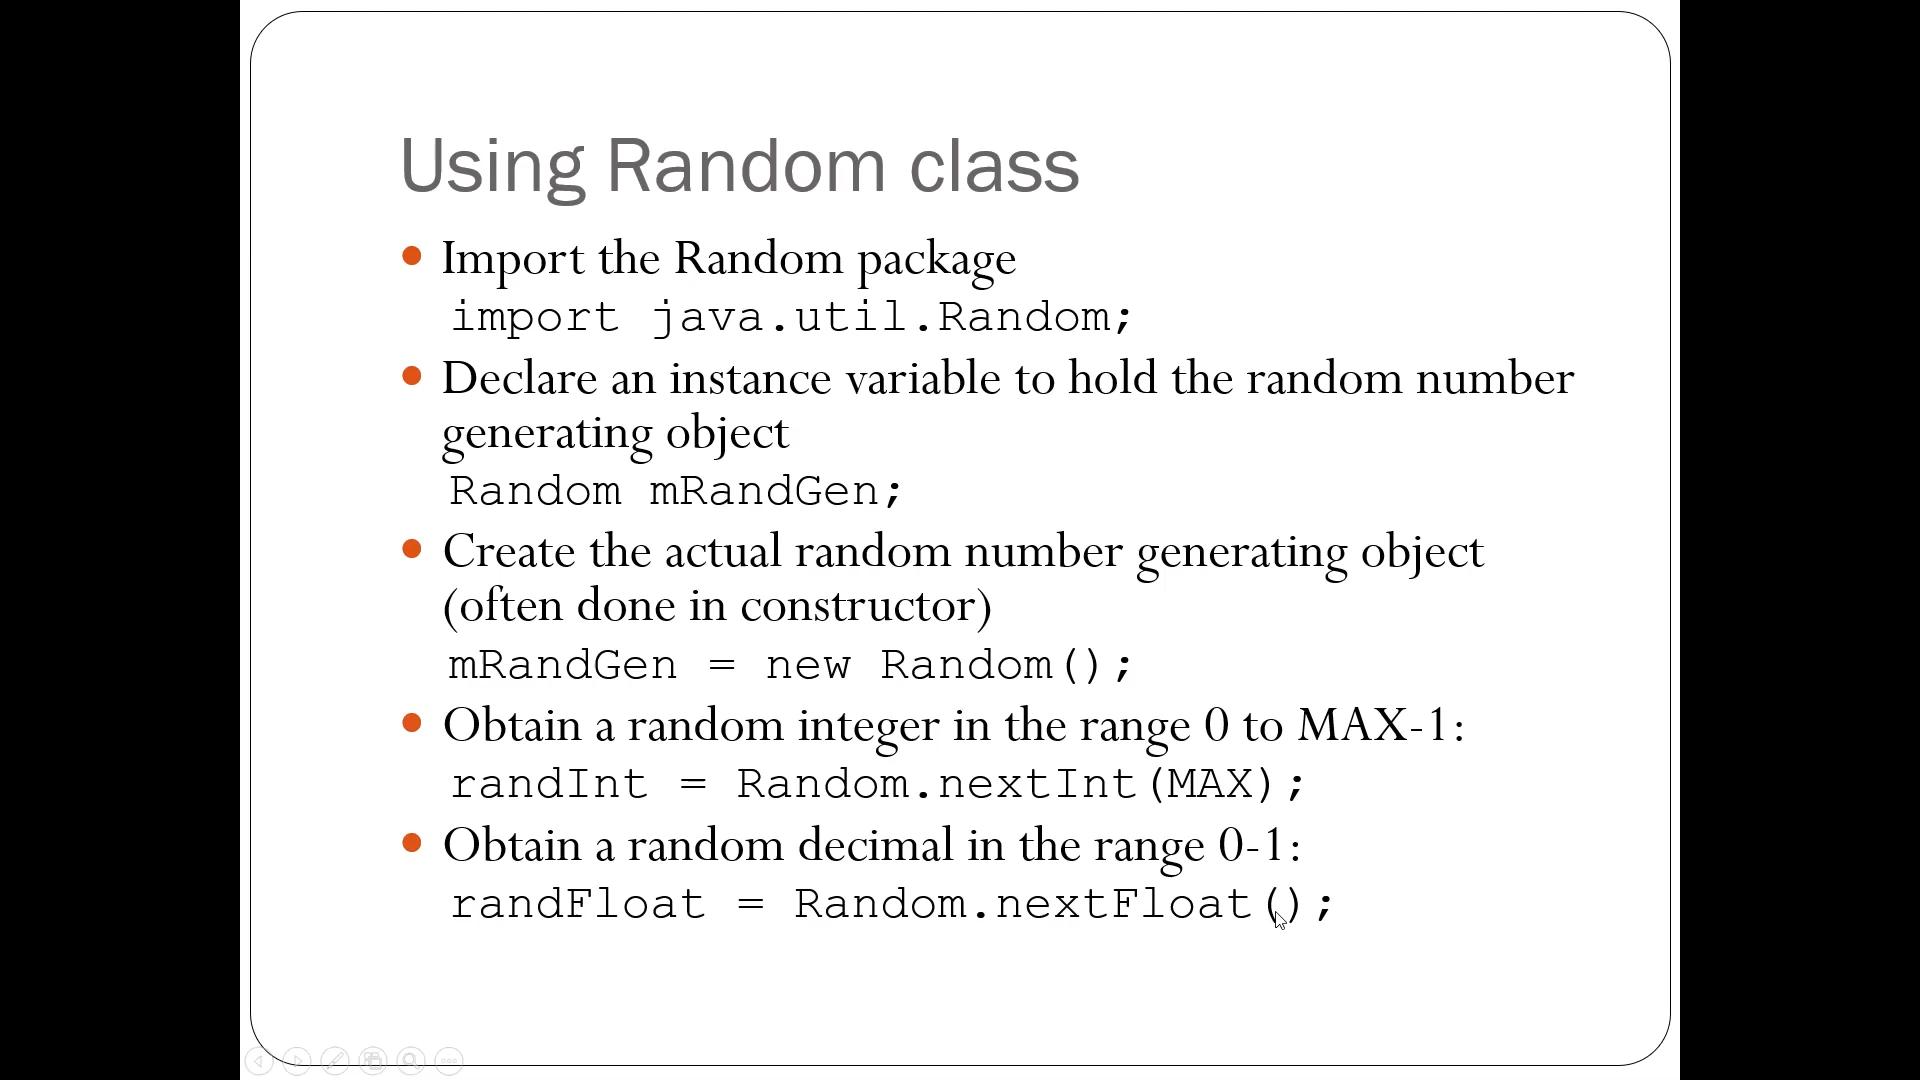 Using Random class
• Import the Random package
import java.util.Random;
• Declare an instance variable to hold the random number
generating object
Random mRandGen;
• Create the actual random number generating object
(often done in constructor)
mRandGen = new Random();
• Obtain a random integer in the range 0 to MAX-1:
randInt = Random.nextInt(MAX);
• Obtain a random decimal in the range 0-1:
randFloat = Random.nextFloat();